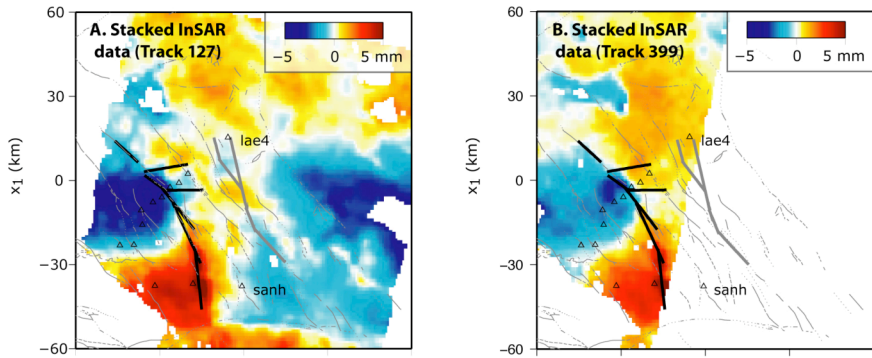 A. Stacked InSAR
data (Track 127)
−5 0 5 mm
lae4
sanh
60
30
0
−30
−60
x₁ (km)
B. Stacked InSAR
data (Track 399)
−5 0 5 mm
lae4
sanh
60
30
0
−30
−60
x₁ (km)